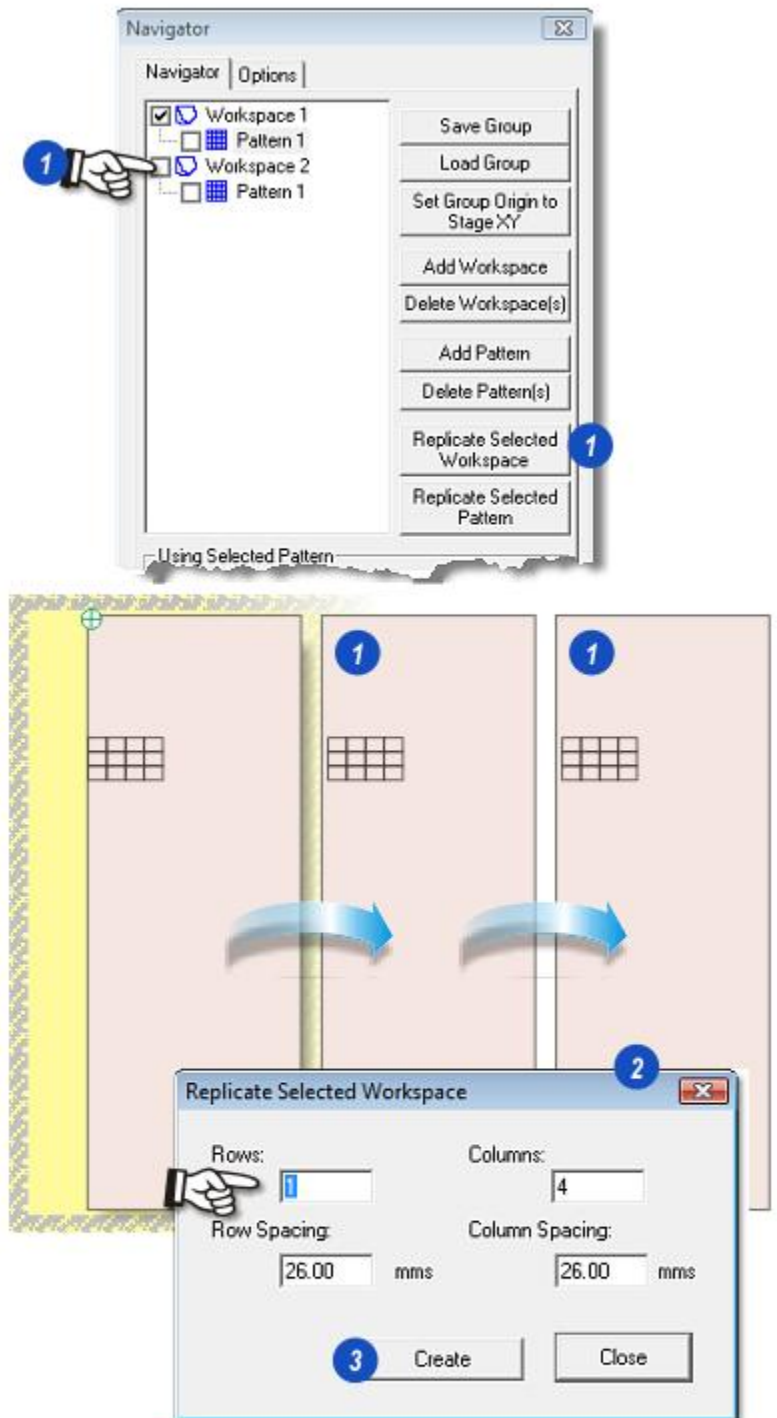 Navigator
Navigator Options
Workspace 1
Pattern 1
1
Workspace 2
Pattern 1
Save Group
Load Group
Set Group Origin to
Stage XY
Add Workspace
Delete Workspace(s)
Add Pattern
Delete Pattern(s)
Replicate Selected
Workspace
1
Replicate Selected
Pattern
Using Selected Pattern
1
1
2
Replicate Selected Workspace
Rows:
Columns:
1
4
Row Spacing:
Column Spacing:
26.00 mms
26.00 mms
3
Create
Close